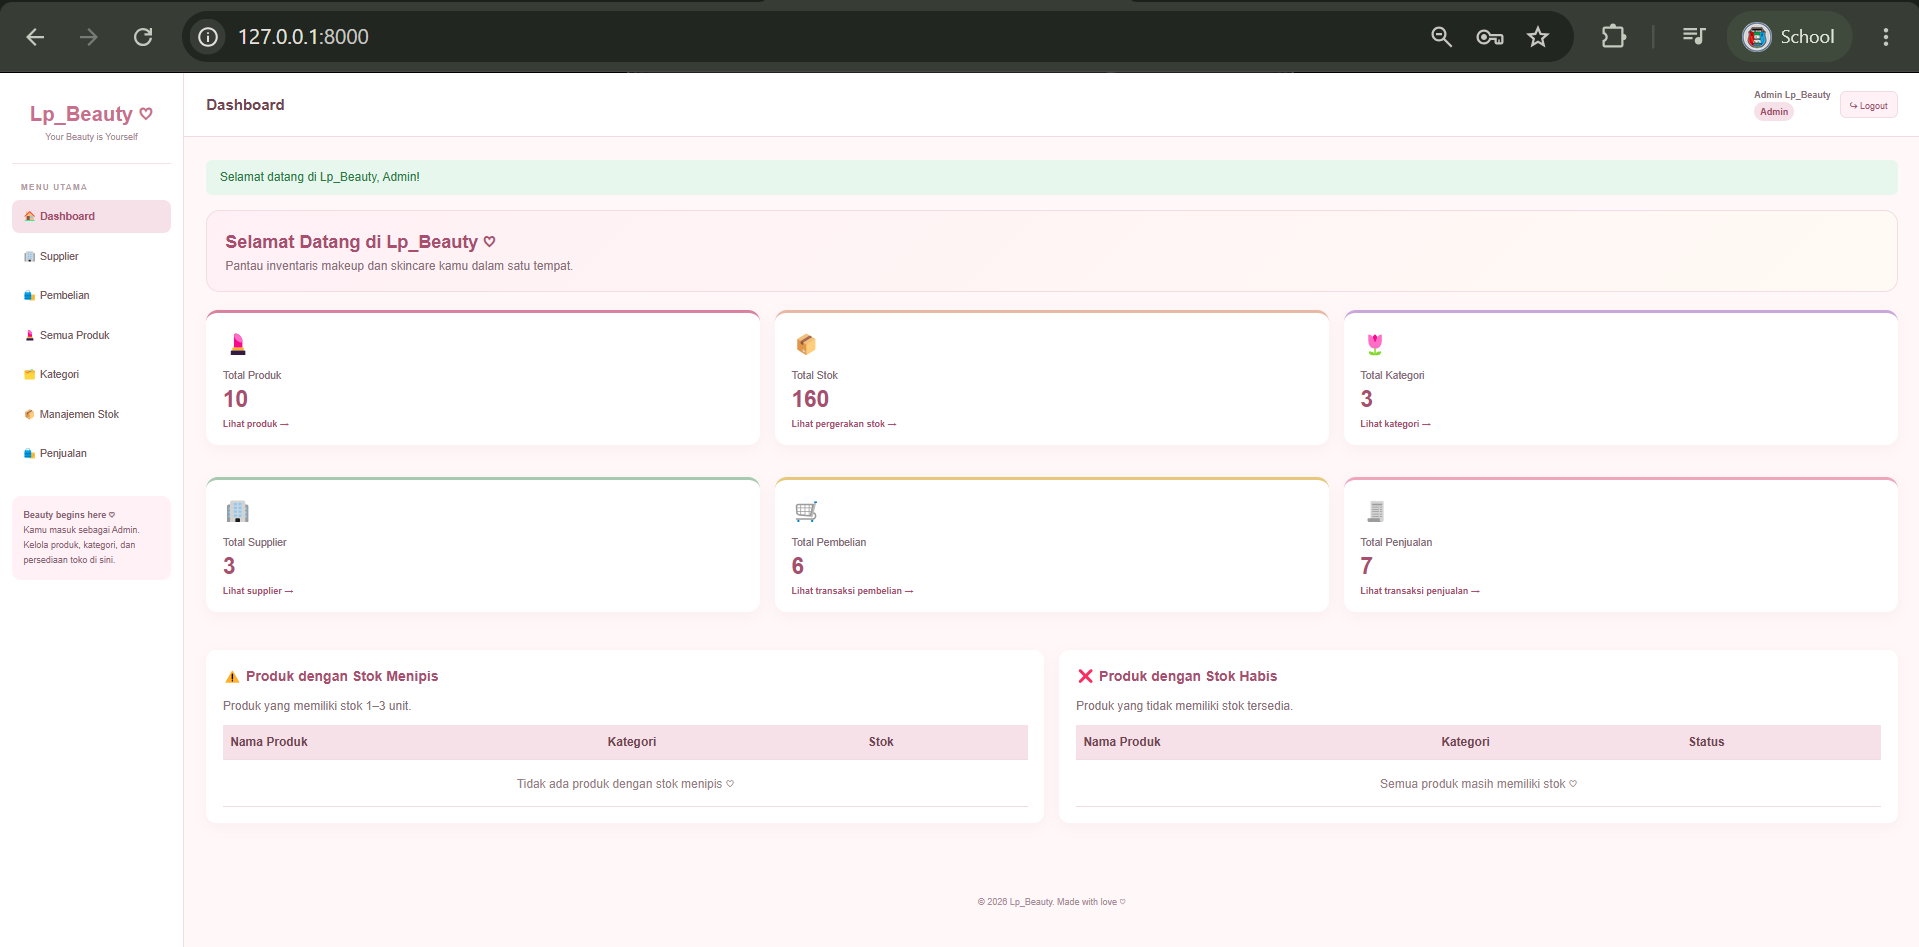 127.0.0.1:8000
School
Lp_Beauty ♡
Your Beauty is Yourself
MENU UTAMA
Dashboard
Supplier
Pembelian
Semua Produk
Kategori
Manajemen Stok
Penjualan
Beauty begins here ♡
Kamu masuk sebagai Admin.
Kelola produk, kategori, dan
persediaan toko di sini.
Dashboard
Admin Lp_Beauty
Admin
Logout
Selamat datang di Lp_Beauty, Admin!
Selamat Datang di Lp_Beauty ♡
Pantau inventaris makeup dan skincare kamu dalam satu tempat.
Total Produk
10
Lihat produk →
Total Stok
160
Lihat pergerakan stok →
Total Kategori
3
Lihat kategori →
Total Supplier
3
Lihat supplier →
Total Pembelian
6
Lihat transaksi pembelian →
Total Penjualan
7
Lihat transaksi penjualan →
Produk dengan Stok Menipis
Produk yang memiliki stok 1–3 unit.
Nama Produk Kategori Stok
Tidak ada produk dengan stok menipis ♡
Produk dengan Stok Habis
Produk yang tidak memiliki stok tersedia.
Nama Produk Kategori Status
Semua produk masih memiliki stok ♡
© 2026 Lp_Beauty. Made with love ♡